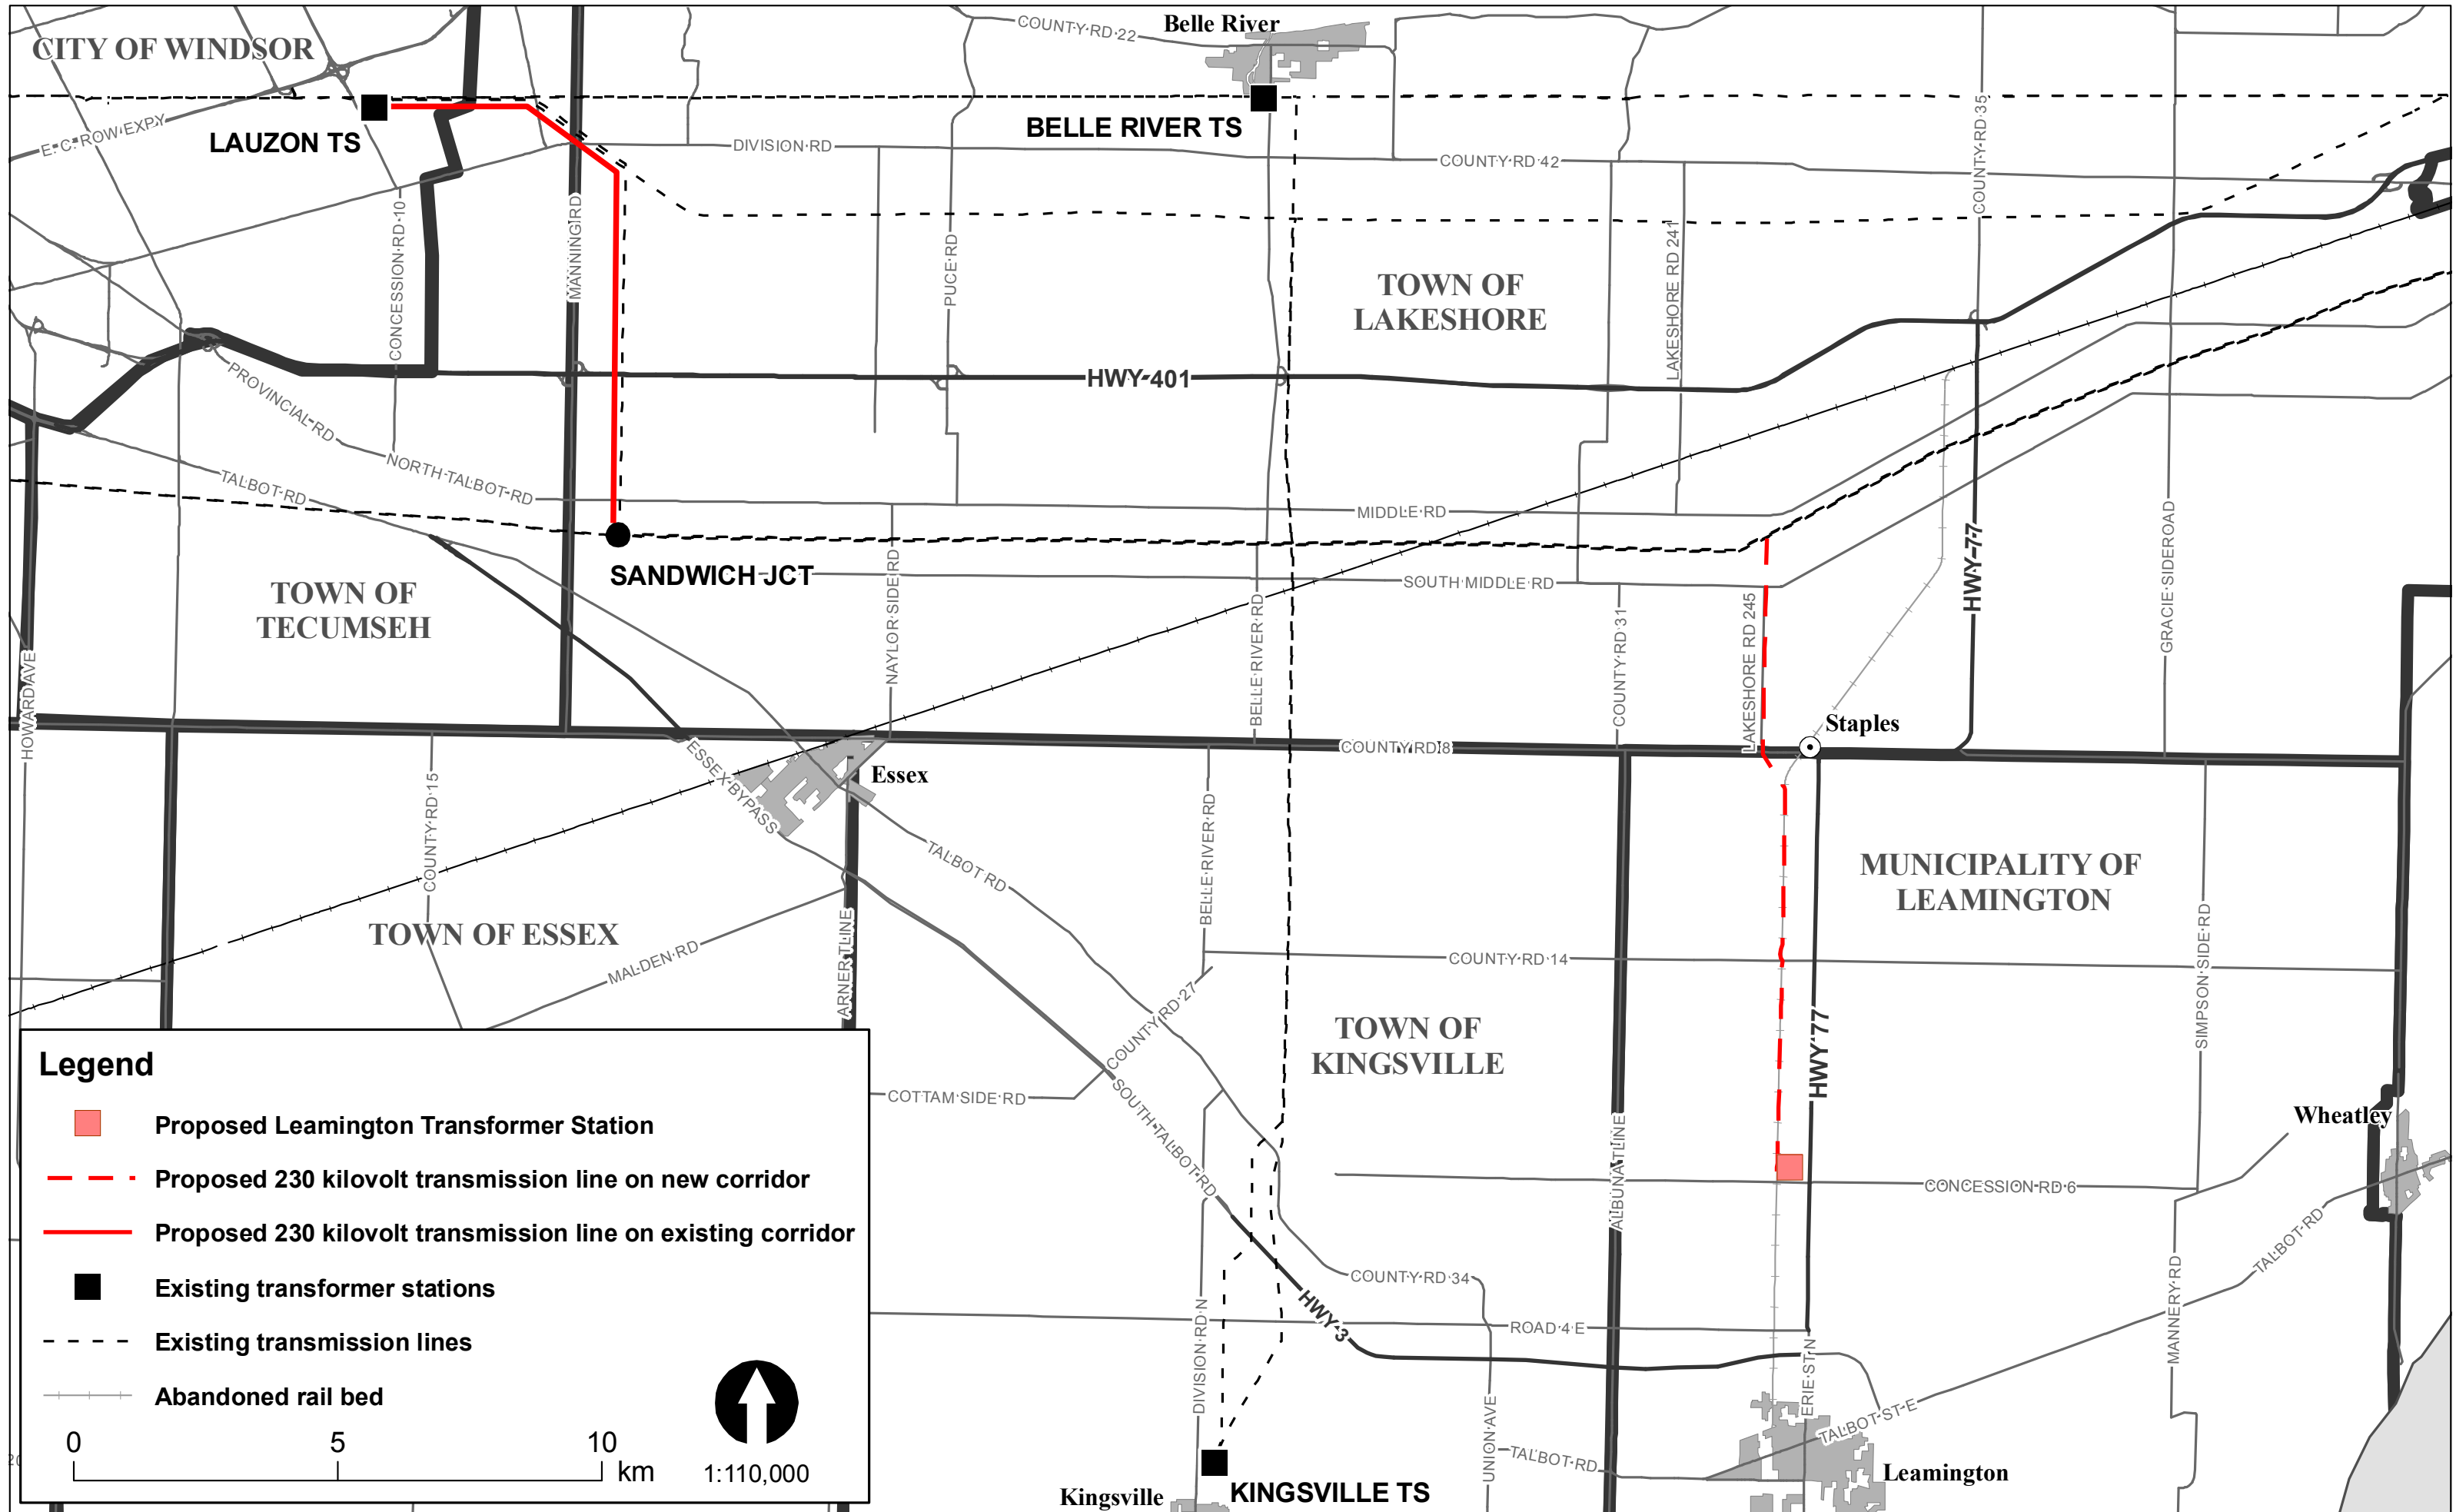 CITY OF WINDSOR
COUNTY RD 22
Belle River
E. C. ROW EXPY
LAUZON TS
BELLE RIVER TS
DIVISION RD
COUNTY RD 42
COUNTY RD 35
CONCESSION RD 10
MANNING RD
PUCE RD
LAKESHORE RD 241
TOWN OF
LAKESHORE
HWY 401
PROVINCIAL RD
NORTH TALBOT RD
TALBOT RD
MIDDLE RD
SANDWICH JCT
SOUTH MIDDLE RD
HWY 77
GRACIE SIDEROAD
TOWN OF
TECUMSEH
NAYLOR SIDE RD
BELLE RIVER RD
COUNTY RD 31
LAKESHORE RD 245
HOWARD AVE
Staples
COUNTY RD 8
ESSEX BYPASS
Essex
COUNTY RD 15
BELLE RIVER RD
TALBOT RD
MUNICIPALITY OF
LEAMINGTON
TOWN OF ESSEX
MALDEN RD
ARNER TLINE
COUNTY RD 14
SIMPSON SIDE RD
COUNTY RD 27
TOWN OF
KINGSVILLE
HWY 77
COTTAM SIDE RD
SOUTH TALBOT RD
ALBUNA TLINE
Wheatley
CONCESSION RD 6
TALBOT RD
MANNERY RD
COUNTY RD 34
HWY 3
ROAD 4 E
DIVISION RD N
UNION AVE
ERIE ST N
TALBOT ST E
TALBOT RD
Leamington
Kingsville
KINGSVILLE TS
Legend
Proposed Leamington Transformer Station
Proposed 230 kilovolt transmission line on new corridor
Proposed 230 kilovolt transmission line on existing corridor
Existing transformer stations
Existing transmission lines
Abandoned rail bed
0 5 10
km
1:110,000